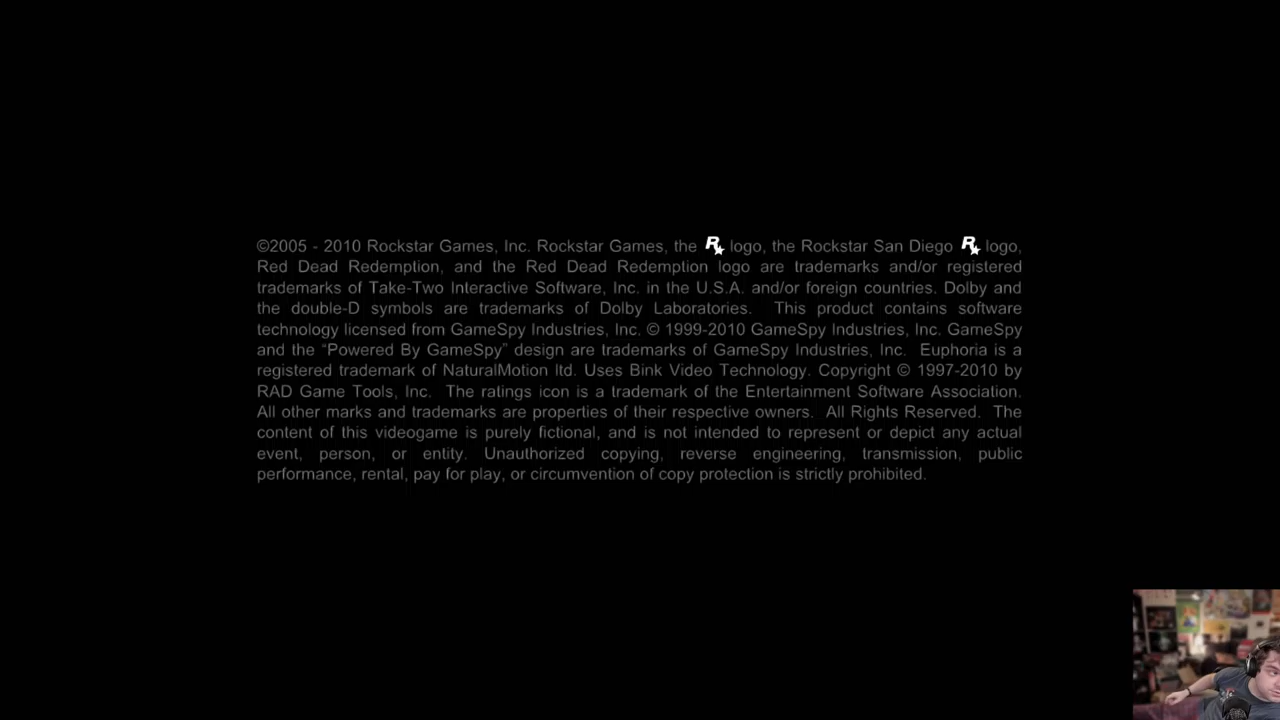 ©2005 - 2010 Rockstar Games, Inc. Rockstar Games, the R logo, the Rockstar San Diego R logo,
Red Dead Redemption, and the Red Dead Redemption logo are trademarks and/or registered
trademarks of Take-Two Interactive Software, Inc. in the U.S.A. and/or foreign countries. Dolby and
the double-D symbols are trademarks of Dolby Laboratories. This product contains software
technology licensed from GameSpy Industries, Inc. © 1999-2010 GameSpy Industries, Inc. GameSpy
and the “Powered By GameSpy” design are trademarks of GameSpy Industries, Inc. Euphoria is a
registered trademark of NaturalMotion ltd. Uses Bink Video Technology. Copyright © 1997-2010 by
RAD Game Tools, Inc. The ratings icon is a trademark of the Entertainment Software Association.
All other marks and trademarks are properties of their respective owners. All Rights Reserved. The
content of this videogame is purely fictional, and is not intended to represent or depict any actual
event, person, or entity. Unauthorized copying, reverse engineering, transmission, public
performance, rental, pay for play, or circumvention of copy protection is strictly prohibited.